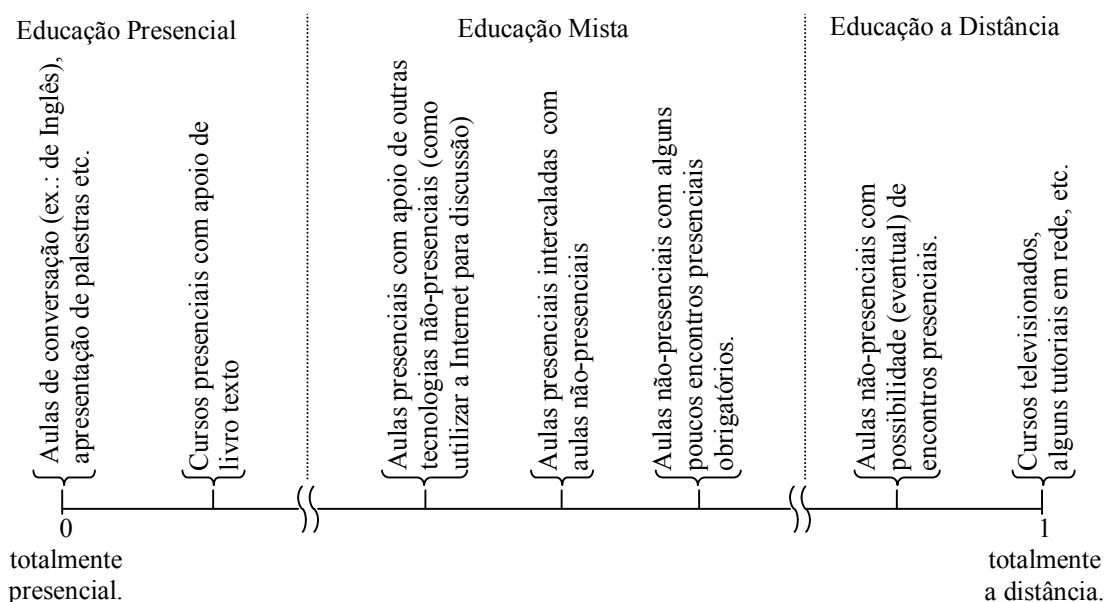 Educação Presencial
Educação Mista
Educação a Distância
Aulas de conversação (ex.: de Inglês),
apresentação de palestras etc.
Cursos presenciais com apoio de
livro texto
Aulas presenciais com apoio de outras
tecnologias não-presenciais (como
utilizar a Internet para discussão)
Aulas presenciais intercaladas com
aulas não-presenciais
Aulas não-presenciais com alguns
poucos encontros presenciais
obrigatórios.
Aulas não-presenciais com
possibilidade (eventual) de
encontros presenciais.
Cursos televisionados,
alguns tutoriais em rede, etc.
0
totalmente
presencial.
1
totalmente
a distância.